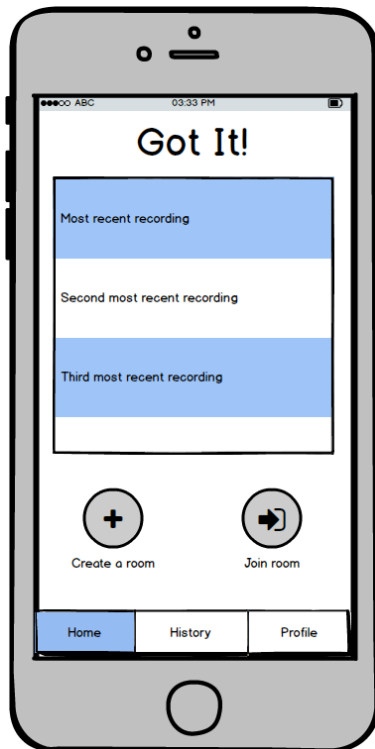 ABC 03:33 PM
Got It!
Most recent recording
Second most recent recording
Third most recent recording
Create a room Join room
Home History Profile